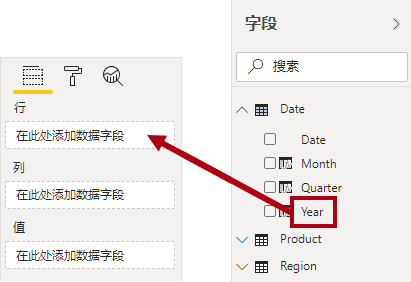 行
在此处添加数据字段
列
在此处添加数据字段
值
在此处添加数据字段
字段
搜索
Date
Date
Month
Quarter
Year
Product
Region